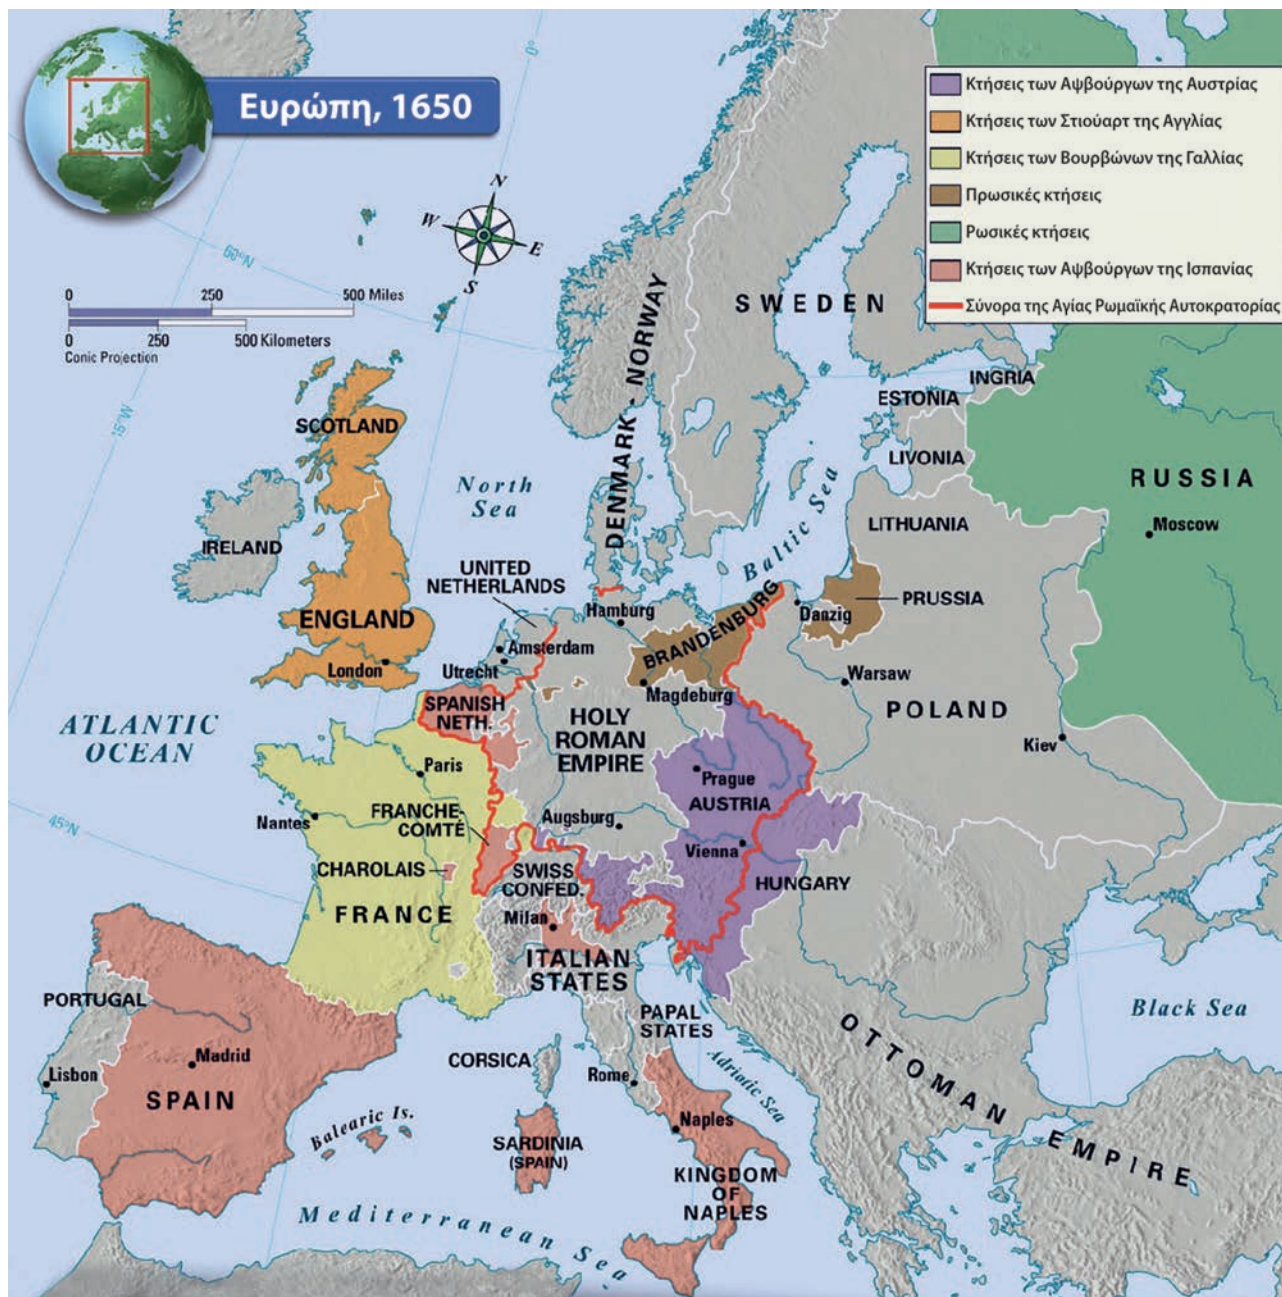 Ευρώπη, 1650
Κτήσεις των Αψβούργων της Αυστρίας
Κτήσεις των Στιούαρτ της Αγγλίας
Κτήσεις των Βουρβώνων της Γαλλίας
Πρωσικές κτήσεις
Ρωσικές κτήσεις
Κτήσεις των Αψβούργων της Ισπανίας
Σύνορα της Αγίας Ρωμαϊκής Αυτοκρατορίας
0°
N
W
E
S
60°N
15°W
45°N
0 250 500 Miles
0 250 500 Kilometers
Conic Projection
SWEDEN
DENMARK - NORWAY
INGRIA
ESTONIA
LIVONIA
SCOTLAND
North
Sea
Baltic Sea
RUSSIA
LITHUANIA
Moscow
IRELAND
UNITED
NETHERLANDS
ENGLAND
Hamburg
BRANDENBURG
Danzig
PRUSSIA
Amsterdam
London
Utrecht
Magdeburg
Warsaw
SPANISH
NETH.
HOLY
ROMAN
EMPIRE
POLAND
Kiev
ATLANTIC
OCEAN
Paris
Prague
AUSTRIA
Nantes
FRANCHE-
COMTÉ
Augsburg
Vienna
CHAROLAIS
SWISS
CONFED.
HUNGARY
FRANCE
Milan
ITALIAN
STATES
PORTUGAL
PAPAL
STATES
Black Sea
CORSICA
Madrid
Lisbon
Rome
Adriatic Sea
OTTOMAN
EMPIRE
SPAIN
Balearic Is.
SARDINIA
(SPAIN)
Naples
KINGDOM
OF
NAPLES
Mediterranean Sea